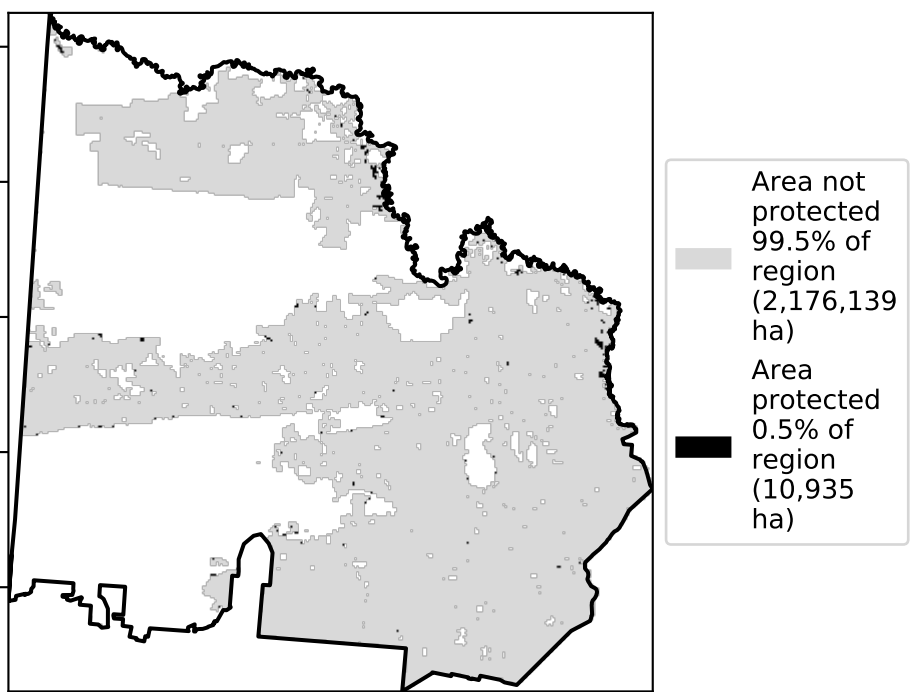 Area not
protected
99.5% of
region
(2,176,139
ha)
Area
protected
0.5% of
region
(10,935
ha)